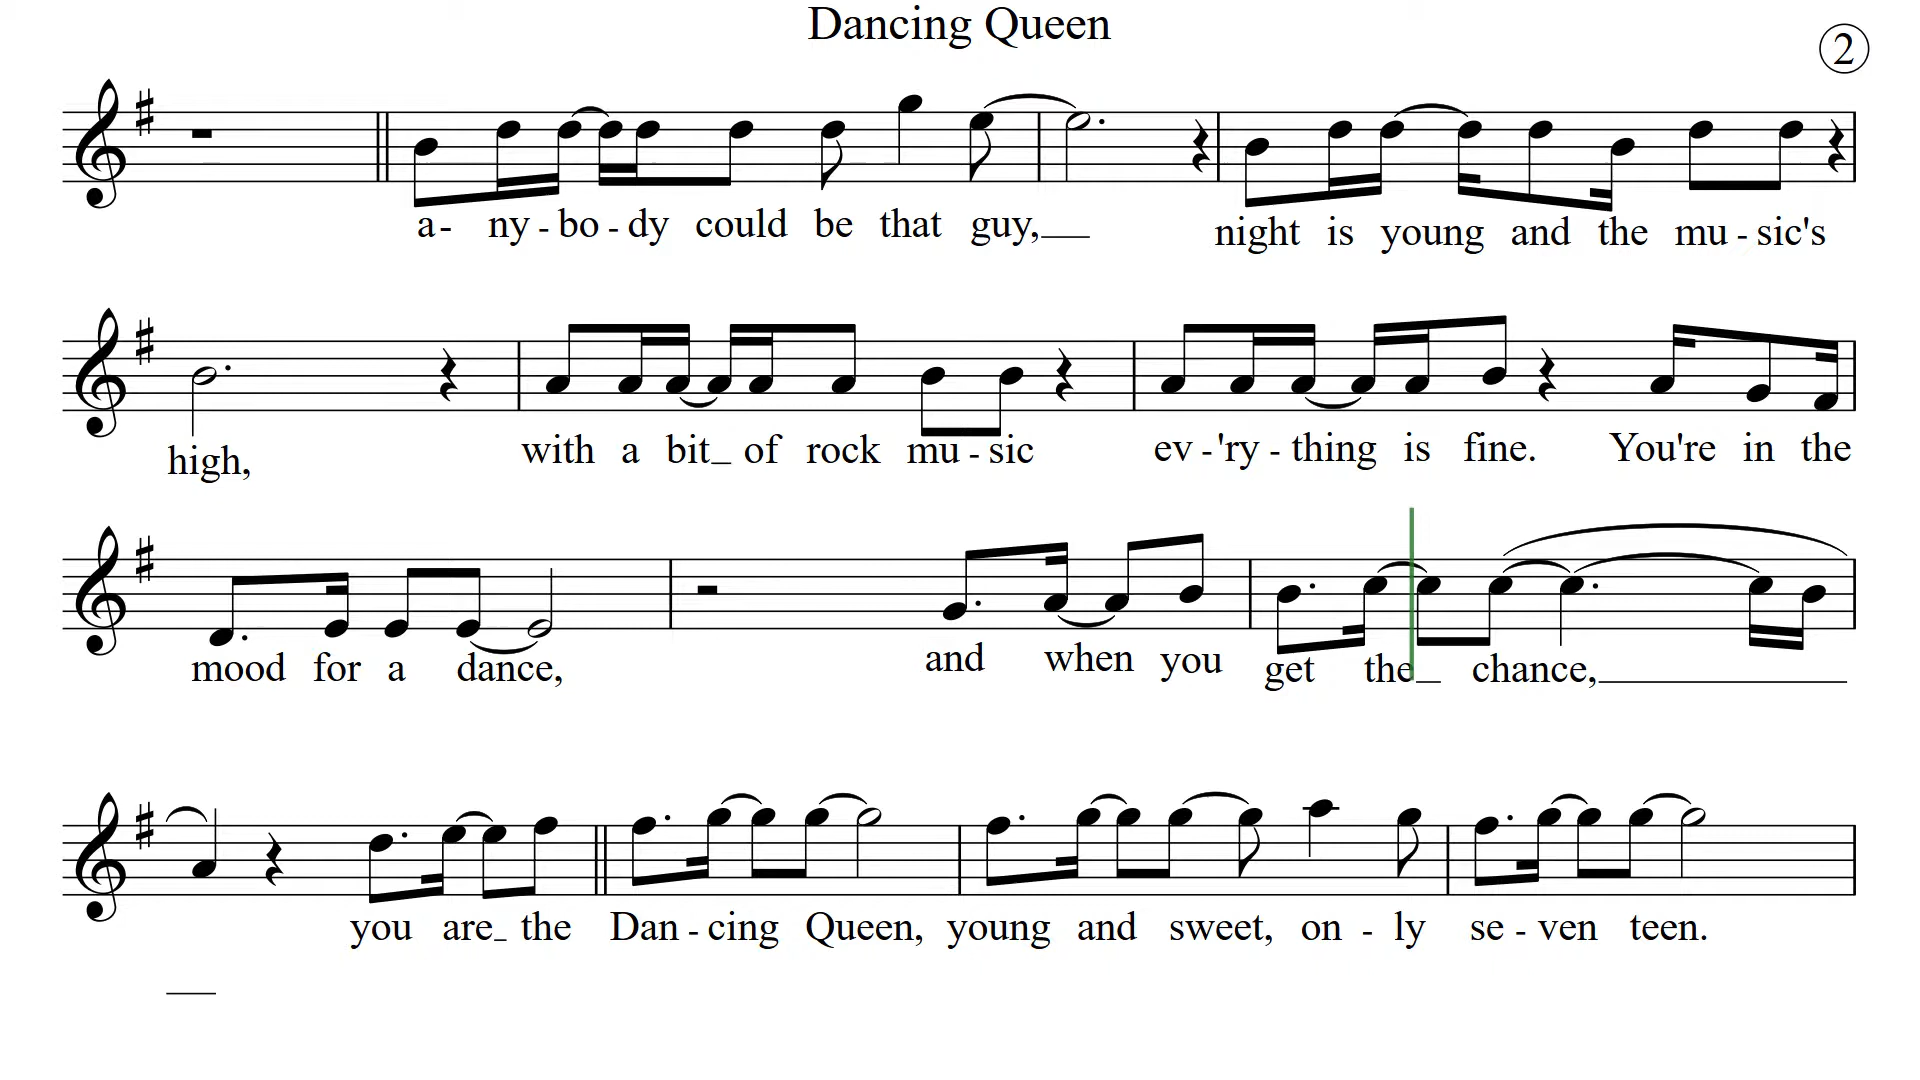 Dancing Queen
2
a- ny - bo - dy could be that guy,__ night is young and the mu - sic's
high, with a bit_ of rock mu - sic ev -'ry - thing is fine. You're in the
mood for a dance, and when you get the_ chance,____
you are_ the Dan - cing Queen, young and sweet, on - ly se - ven teen.